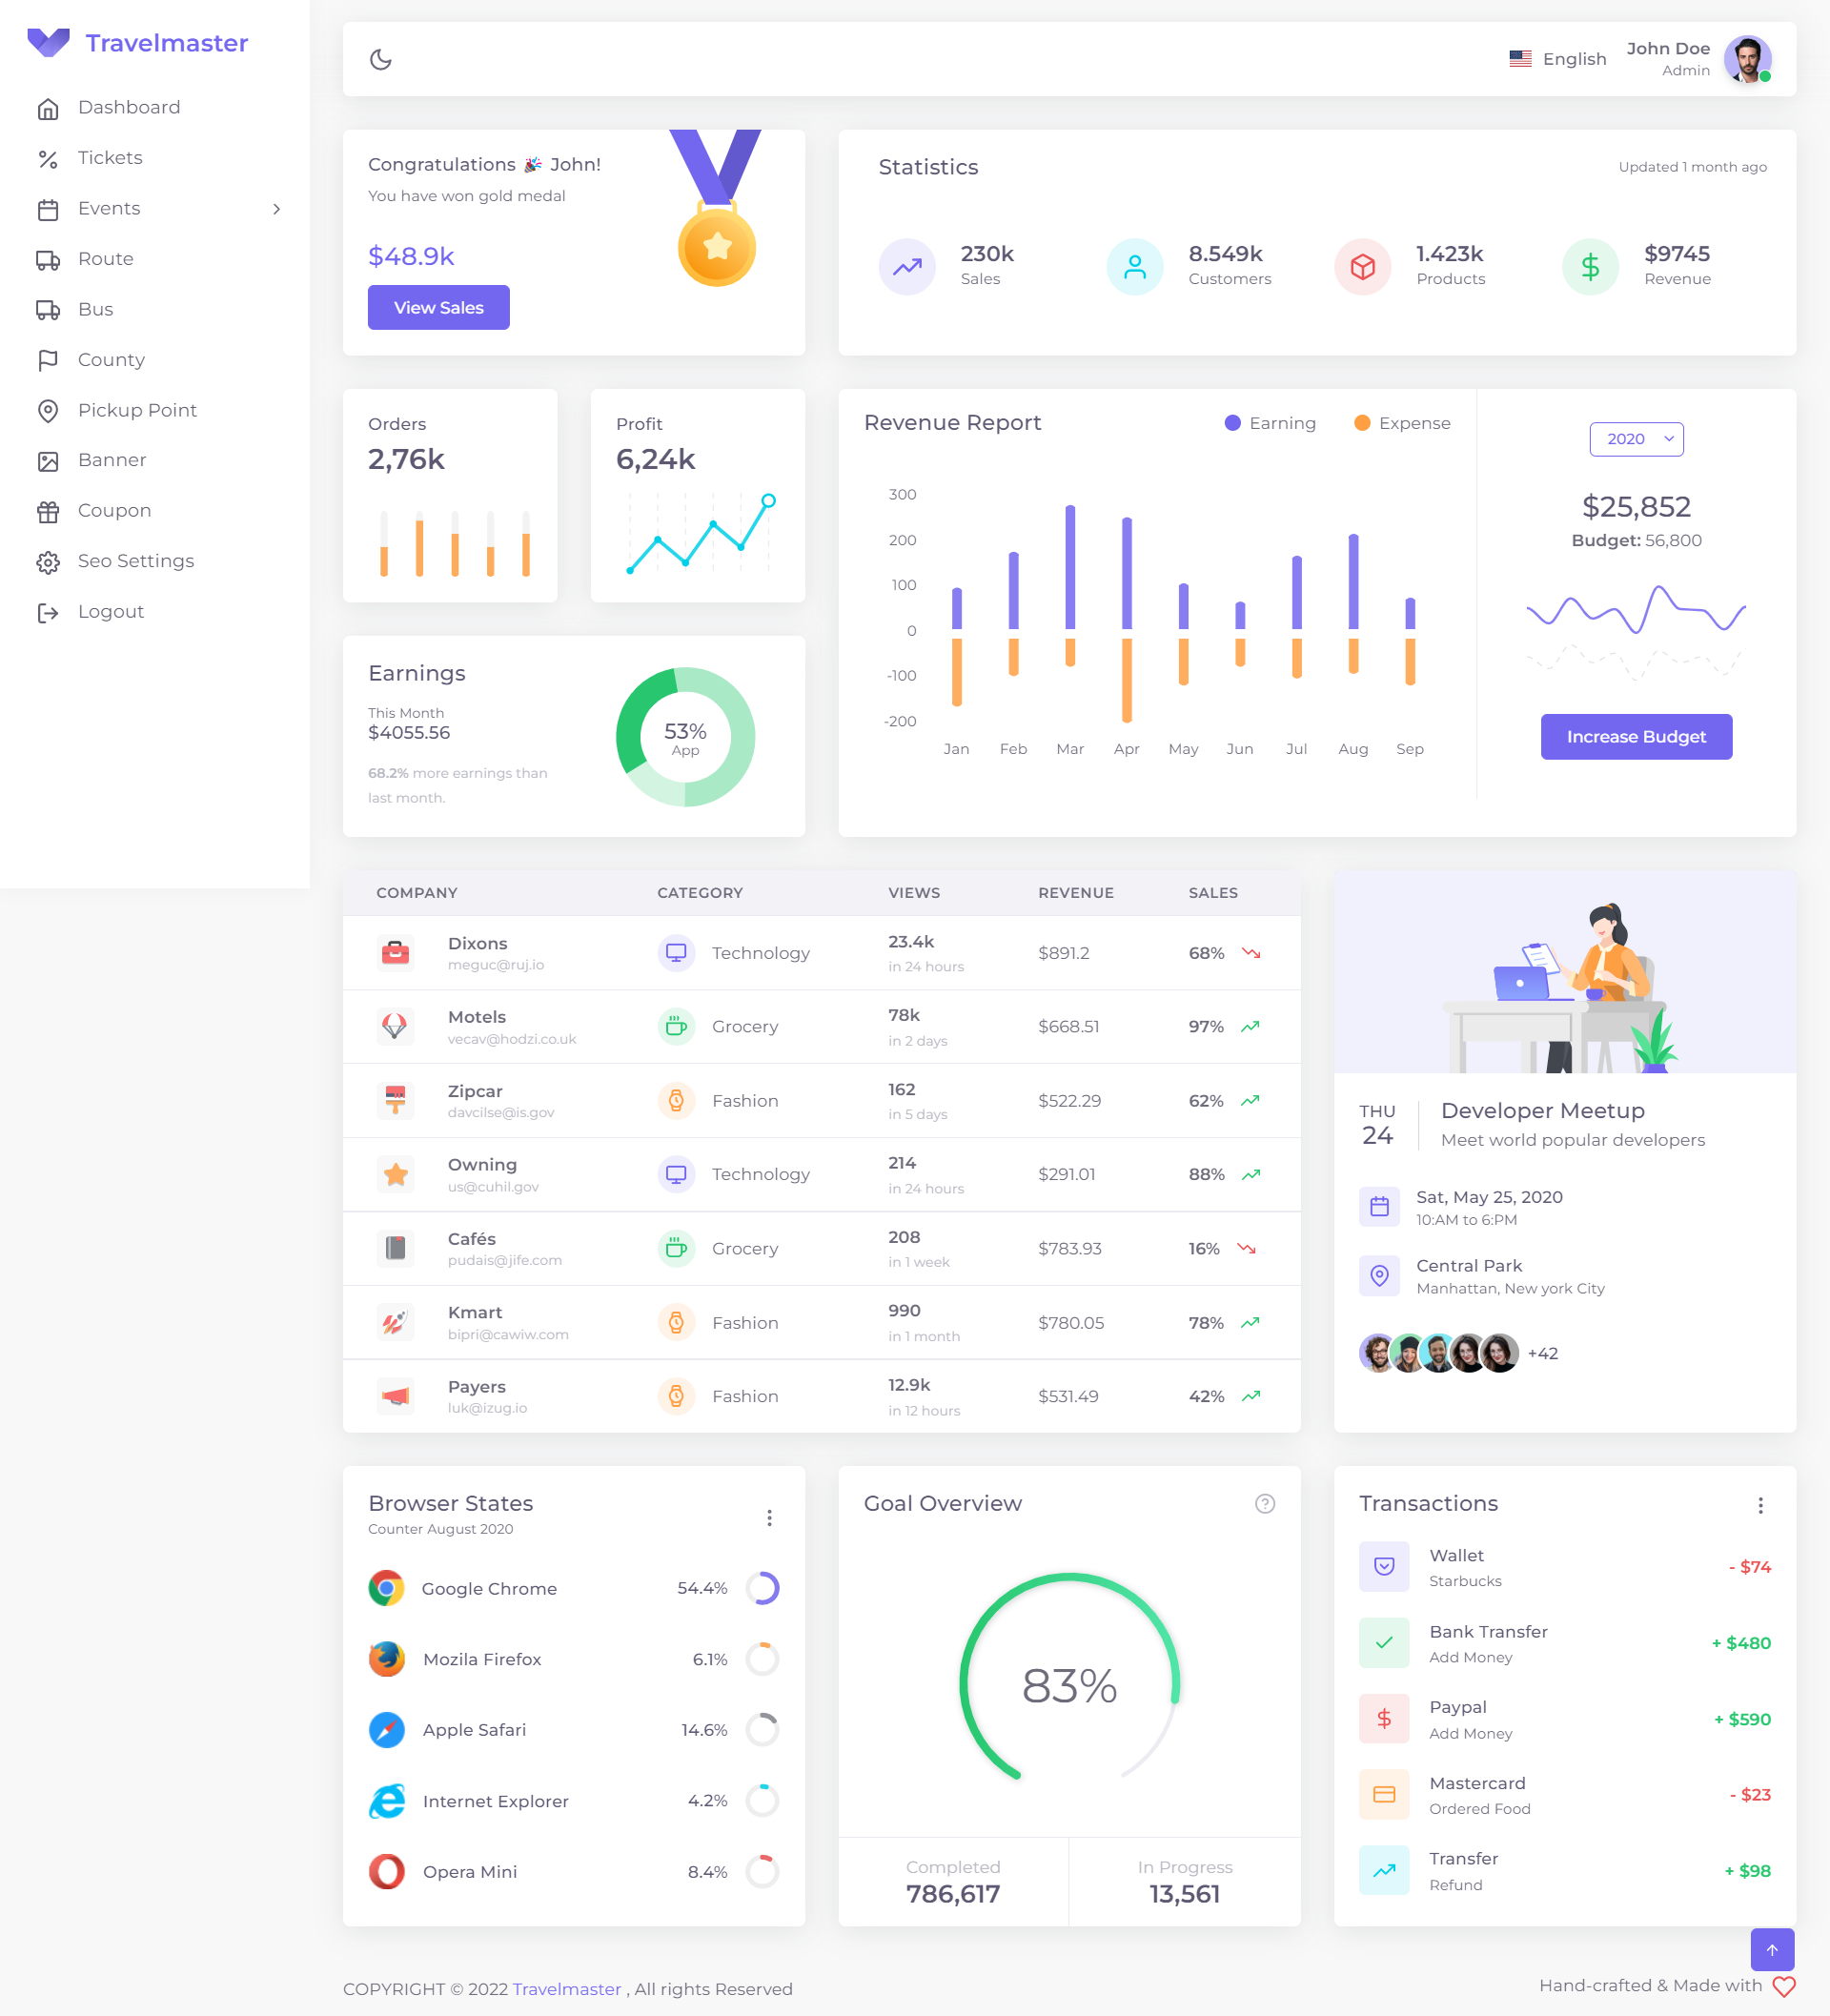 Travelmaster
Dashboard
Tickets
Events
Route
Bus
County
Pickup Point
Banner
Coupon
Seo Settings
Logout
English
John Doe
Admin
Congratulations 🎉 John!
You have won gold medal
$48.9k
View Sales
Statistics
Updated 1 month ago
230k
Sales
8.549k
Customers
1.423k
Products
$9745
Revenue
Orders
2,76k
Profit
6,24k
Earnings
This Month
$4055.56
68.2% more earnings than
last month.
53%
App
Revenue Report
Earning
Expense
300
200
100
0
-100
-200
Jan Feb Mar Apr May Jun Jul Aug Sep
2020
$25,852
Budget: 56,800
Increase Budget
COMPANY CATEGORY VIEWS REVENUE SALES
Dixons
meguc@ruj.io
Technology
23.4k
in 24 hours
$891.2
68%
Motels
vecav@hodzi.co.uk
Grocery
78k
in 2 days
$668.51
97%
Zipcar
davcilse@is.gov
Fashion
162
in 5 days
$522.29
62%
Owning
us@cuhil.gov
Technology
214
in 24 hours
$291.01
88%
Cafés
pudais@jife.com
Grocery
208
in 1 week
$783.93
16%
Kmart
bipri@cawiw.com
Fashion
990
in 1 month
$780.05
78%
Payers
luk@izug.io
Fashion
12.9k
in 12 hours
$531.49
42%
THU
24
Developer Meetup
Meet world popular developers
Sat, May 25, 2020
10:AM to 6:PM
Central Park
Manhattan, New york City
+42
Browser States
Counter August 2020
Google Chrome 54.4%
Mozila Firefox 6.1%
Apple Safari 14.6%
Internet Explorer 4.2%
Opera Mini 8.4%
Goal Overview
83%
Completed
786,617
In Progress
13,561
Transactions
Wallet
Starbucks
- $74
Bank Transfer
Add Money
+ $480
Paypal
Add Money
+ $590
Mastercard
Ordered Food
- $23
Transfer
Refund
+ $98
COPYRIGHT © 2022 Travelmaster , All rights Reserved
Hand-crafted & Made with